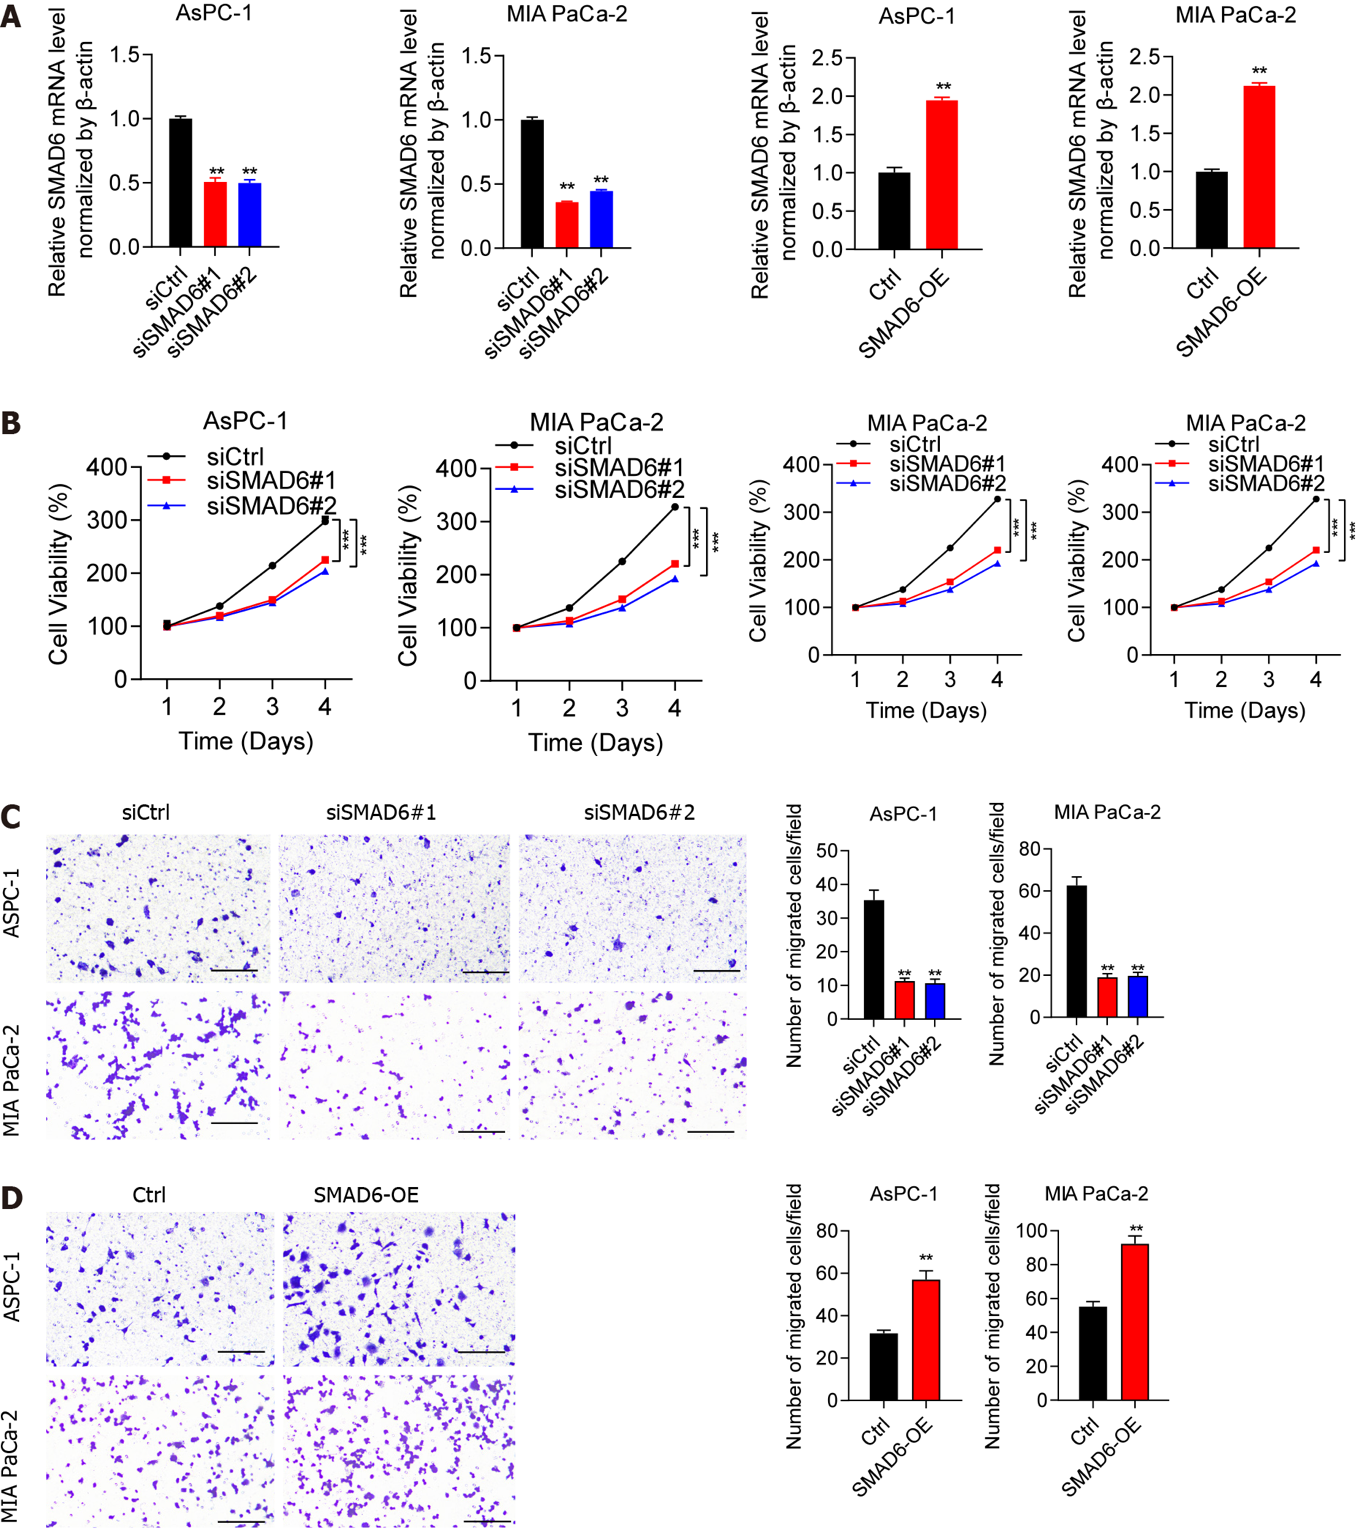 A
AsPC-1
Relative SMAD6 mRNA level
normalized by β-actin
1.5
1.0
0.5
0.0
**
**
siCtrl
siSMAD6#1
siSMAD6#2
MIA PaCa-2
Relative SMAD6 mRNA level
normalized by β-actin
1.5
1.0
0.5
0.0
**
**
siCtrl
siSMAD6#1
siSMAD6#2
AsPC-1
Relative SMAD6 mRNA level
normalized by β-actin
2.5
2.0
1.5
1.0
0.5
0.0
**
Ctrl
SMAD6-OE
MIA PaCa-2
Relative SMAD6 mRNA level
normalized by β-actin
2.5
2.0
1.5
1.0
0.5
0.0
**
Ctrl
SMAD6-OE
B
AsPC-1
siCtrl
siSMAD6#1
siSMAD6#2
Cell Viability (%)
400
300
200
100
0
***
***
1 2 3 4
Time (Days)
MIA PaCa-2
siCtrl
siSMAD6#1
siSMAD6#2
Cell Viability (%)
400
300
200
100
0
***
***
1 2 3 4
Time (Days)
MIA PaCa-2
siCtrl
siSMAD6#1
siSMAD6#2
Cell Viability (%)
400
300
200
100
0
***
***
1 2 3 4
Time (Days)
MIA PaCa-2
siCtrl
siSMAD6#1
siSMAD6#2
Cell Viability (%)
400
300
200
100
0
***
***
1 2 3 4
Time (Days)
C
siCtrl
siSMAD6#1
siSMAD6#2
ASPC-1
MIA PaCa-2
AsPC-1
Number of migrated cells/field
50
40
30
20
10
0
**
**
siCtrl
siSMAD6#1
siSMAD6#2
MIA PaCa-2
Number of migrated cells/field
80
60
40
20
0
**
**
siCtrl
siSMAD6#1
siSMAD6#2
D
Ctrl
SMAD6-OE
ASPC-1
MIA PaCa-2
AsPC-1
Number of migrated cells/field
80
60
40
20
0
**
Ctrl
SMAD6-OE
MIA PaCa-2
Number of migrated cells/field
100
80
60
40
20
0
**
Ctrl
SMAD6-OE